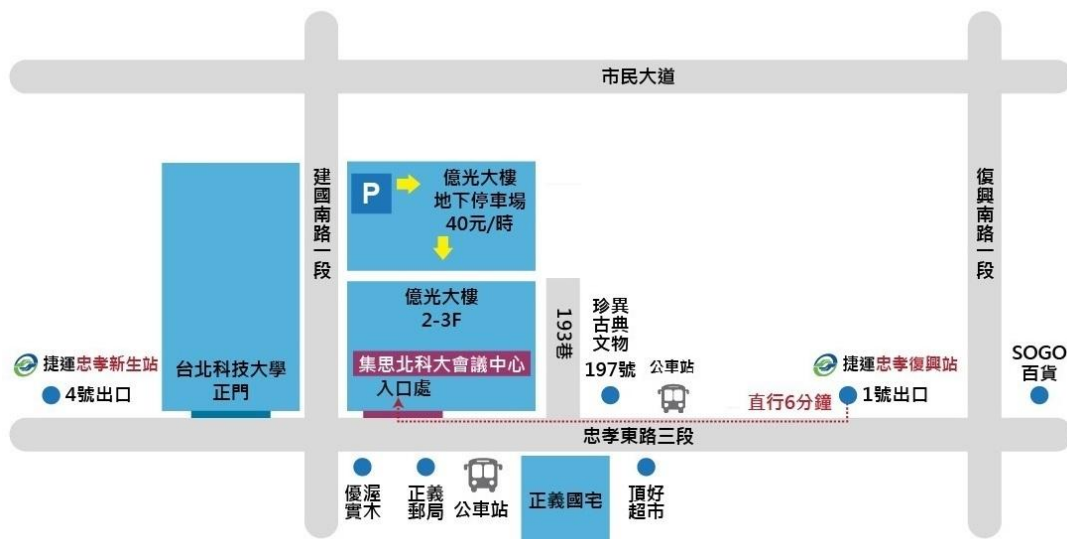 市民大道
建國南路一段
復興南路一段
P
億光大樓
地下停車場
40元/時
億光大樓
2-3F
集思北科大會議中心
入口處
193巷
珍異
古典
文物
197號
公車站
捷運忠孝新生站
4號出口
台北科技大學
正門
捷運忠孝復興站
1號出口
直行6分鐘
SOGO
百貨
忠孝東路三段
優渥
實木
正義
郵局
公車站
正義國宅
頂好
超市